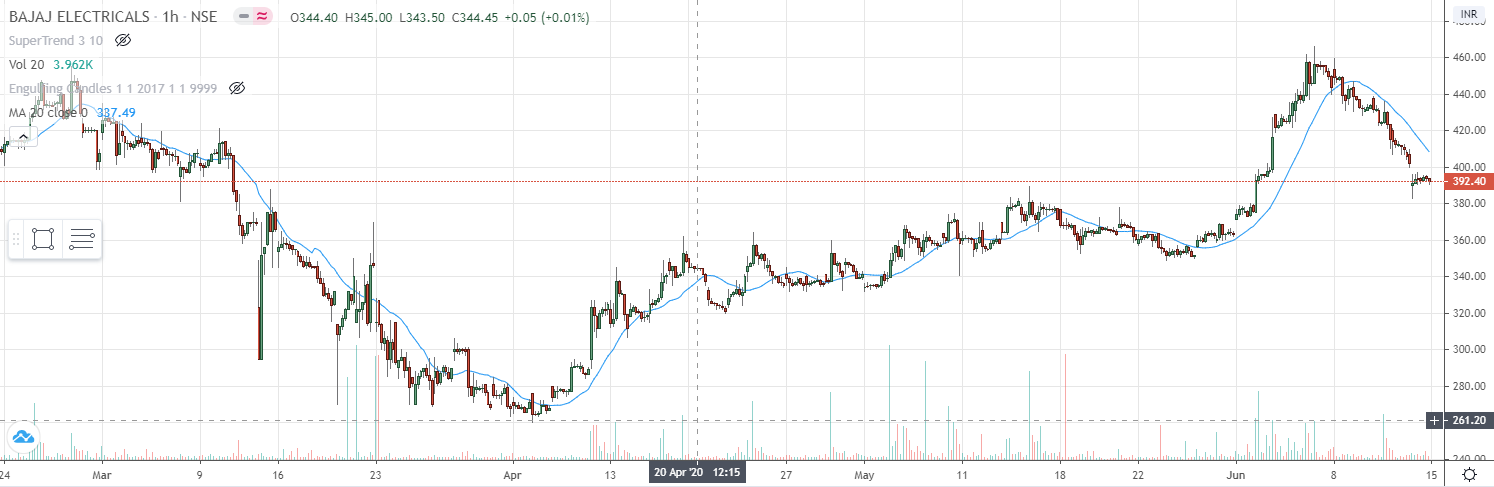 BAJAJ ELECTRICALS · 1h · NSE O344.40 H345.00 L343.50 C344.45 +0.05 (+0.01%)
INR
SuperTrend 3 10
Vol 20 3.962K
Engulfing Candles 1 1 2017 1 1 9999
MA 20 close 0 337.49
480.00
460.00
440.00
420.00
400.00
392.40
380.00
360.00
340.00
320.00
300.00
280.00
261.20
240.00
24 Mar 9 16 23 Apr 13 20 Apr '20 12:15 27 May 11 18 22 Jun 8 15